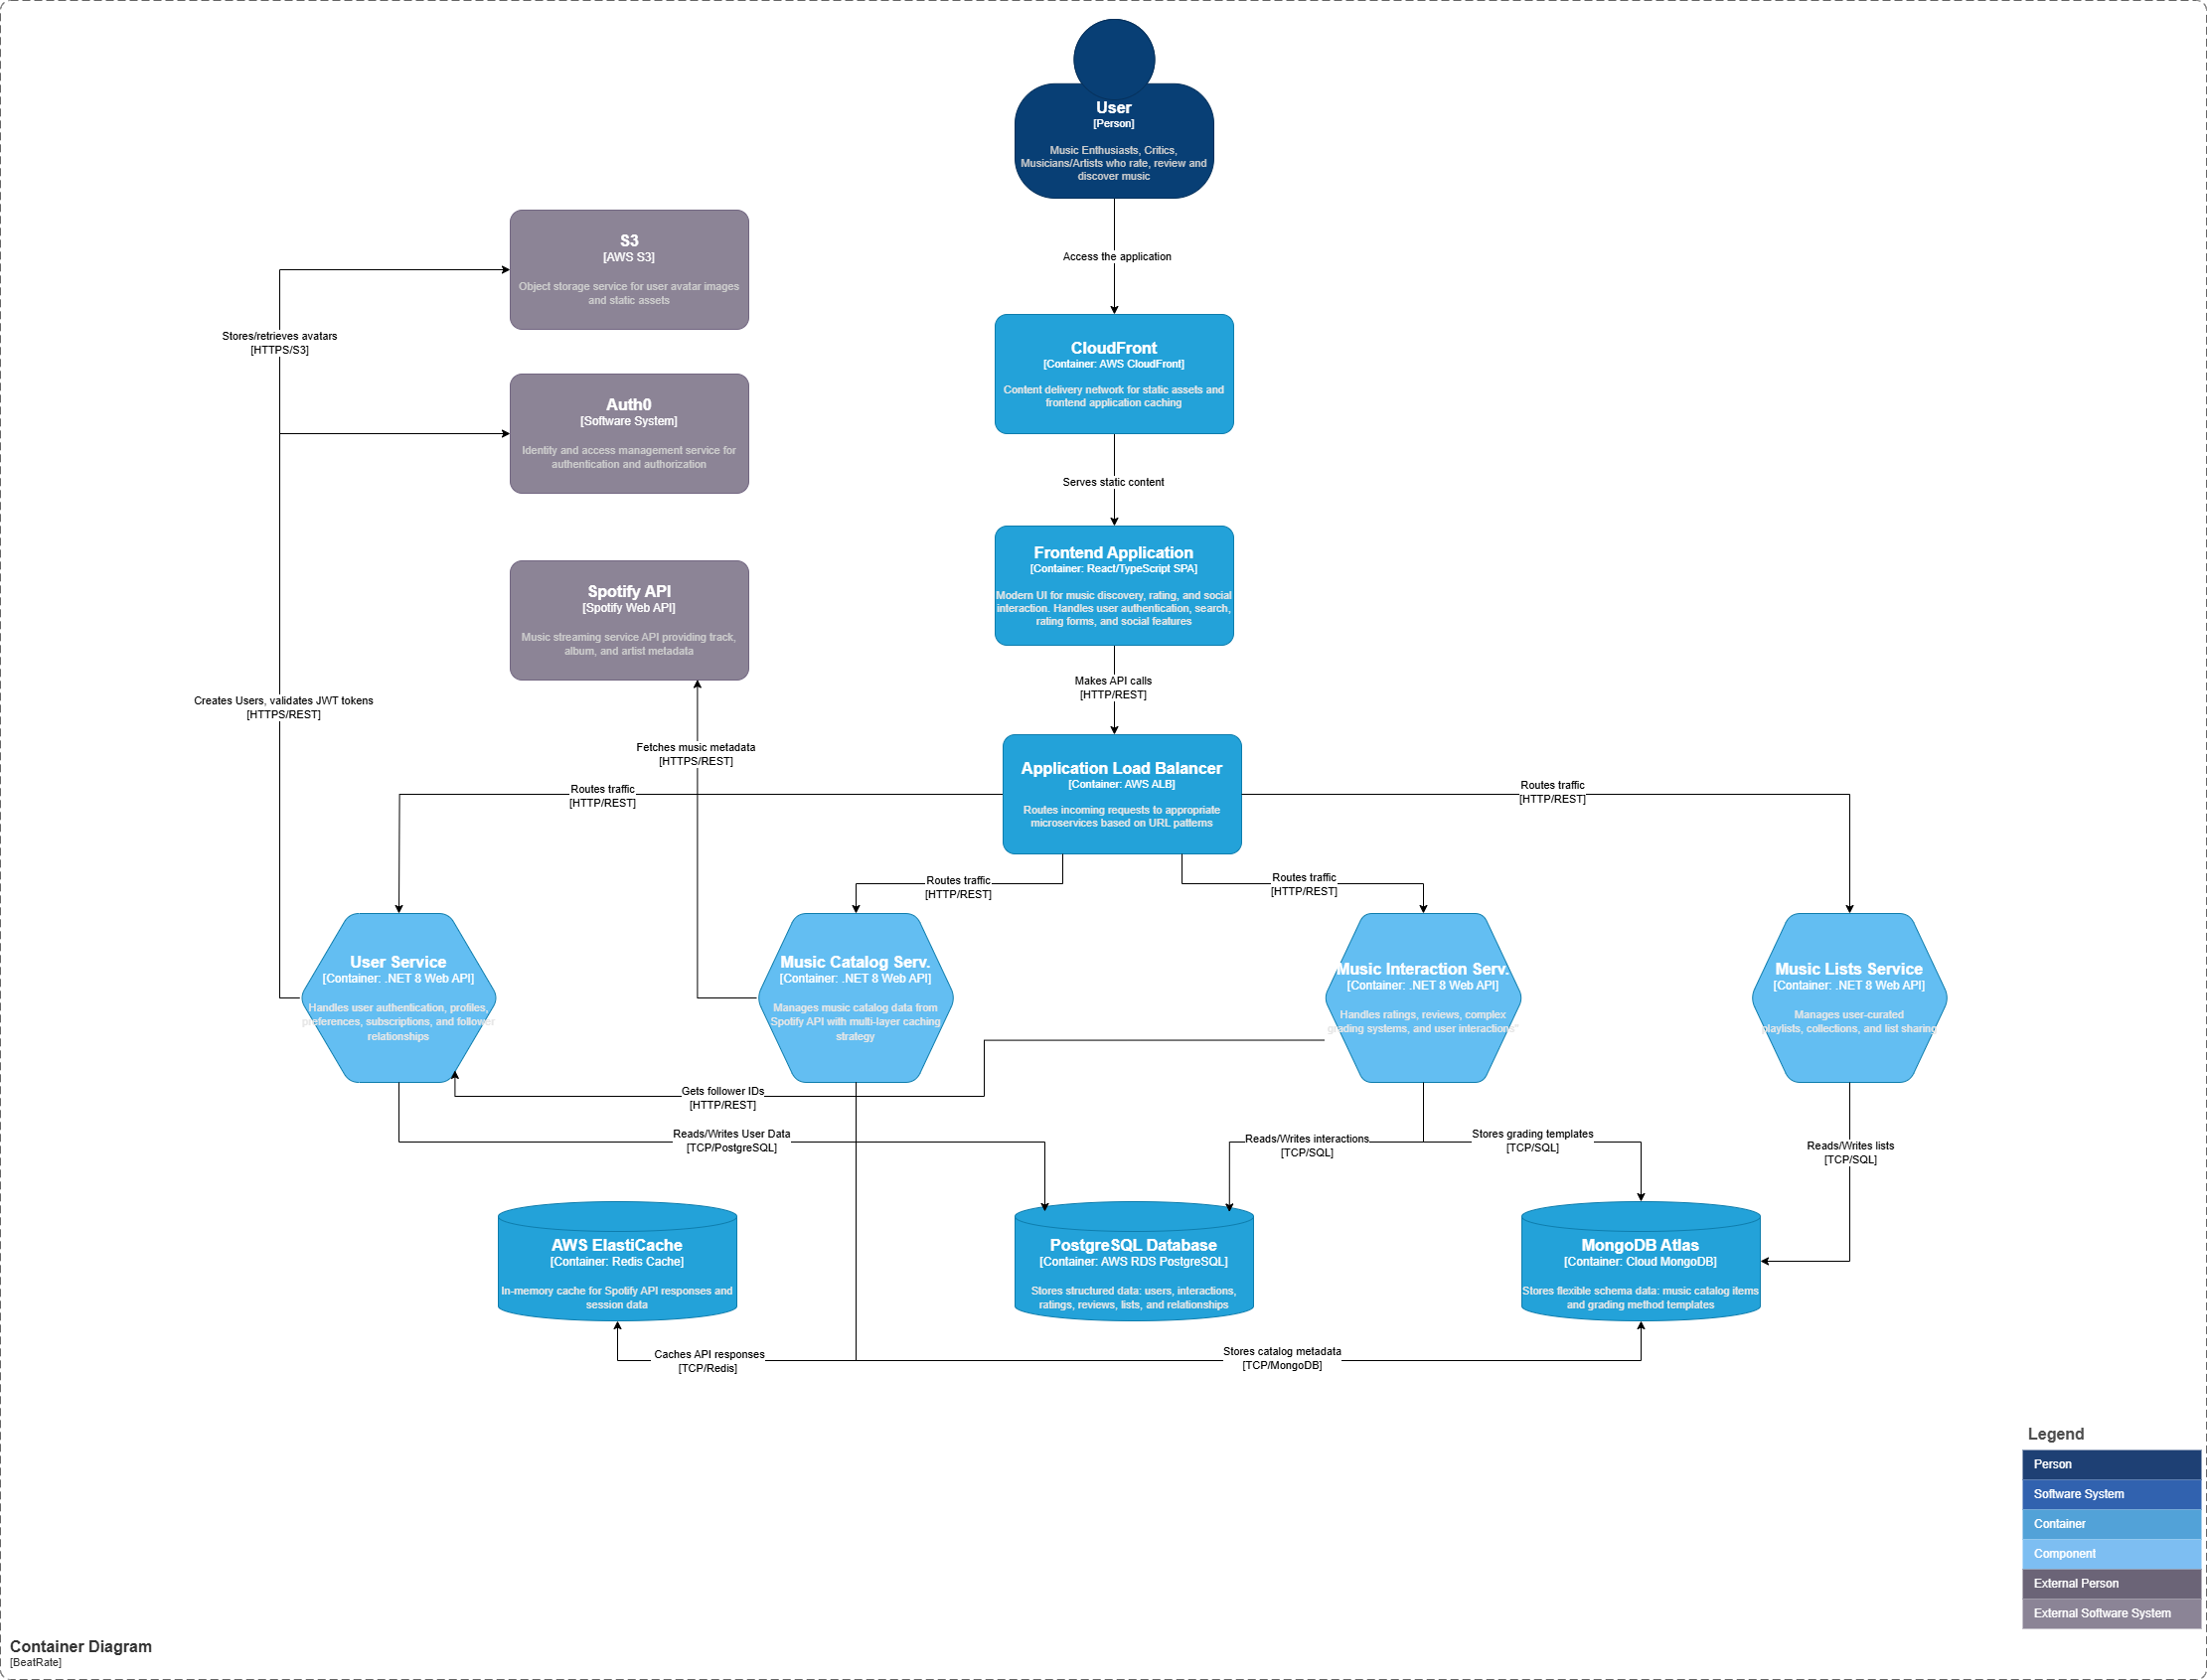 User
[Person]
Music Enthusiasts, Critics,
Musicians/Artists who rate, review and
discover music
Access the application
S3
[AWS S3]
Object storage service for user avatar images
and static assets
Stores/retrieves avatars
[HTTPS/S3]
CloudFront
[Container: AWS CloudFront]
Content delivery network for static assets and
frontend application caching
Auth0
[Software System]
Identity and access management service for
authentication and authorization
Serves static content
Frontend Application
[Container: React/TypeScript SPA]
Modern UI for music discovery, rating, and social
interaction. Handles user authentication, search,
rating forms, and social features
Spotify API
[Spotify Web API]
Music streaming service API providing track,
album, and artist metadata
Creates Users, validates JWT tokens
[HTTPS/REST]
Makes API calls
[HTTP/REST]
Fetches music metadata
[HTTPS/REST]
Application Load Balancer
[Container: AWS ALB]
Routes incoming requests to appropriate
microservices based on URL patterns
Routes traffic
[HTTP/REST]
Routes traffic
[HTTP/REST]
Routes traffic
[HTTP/REST]
Routes traffic
[HTTP/REST]
User Service
[Container: .NET 8 Web API]
Handles user authentication, profiles,
preferences, subscriptions, and follower
relationships
Music Catalog Serv.
[Container: .NET 8 Web API]
Manages music catalog data from
Spotify API with multi-layer caching
strategy
Music Interaction Serv.
[Container: .NET 8 Web API]
Handles ratings, reviews, complex
grading systems, and user interactions"
Music Lists Service
[Container: .NET 8 Web API]
Manages user-curated
playlists, collections, and list sharing
Gets follower IDs
[HTTP/REST]
Reads/Writes User Data
[TCP/PostgreSQL]
Reads/Writes interactions
[TCP/SQL]
Stores grading templates
[TCP/SQL]
Reads/Writes lists
[TCP/SQL]
AWS ElastiCache
[Container: Redis Cache]
In-memory cache for Spotify API responses and
session data
PostgreSQL Database
[Container: AWS RDS PostgreSQL]
Stores structured data: users, interactions,
ratings, reviews, lists, and relationships
MongoDB Atlas
[Container: Cloud MongoDB]
Stores flexible schema data: music catalog items
and grading method templates
Caches API responses
[TCP/Redis]
Stores catalog metadata
[TCP/MongoDB]
Legend
Person
Software System
Container
Component
External Person
External Software System
Container Diagram
[BeatRate]